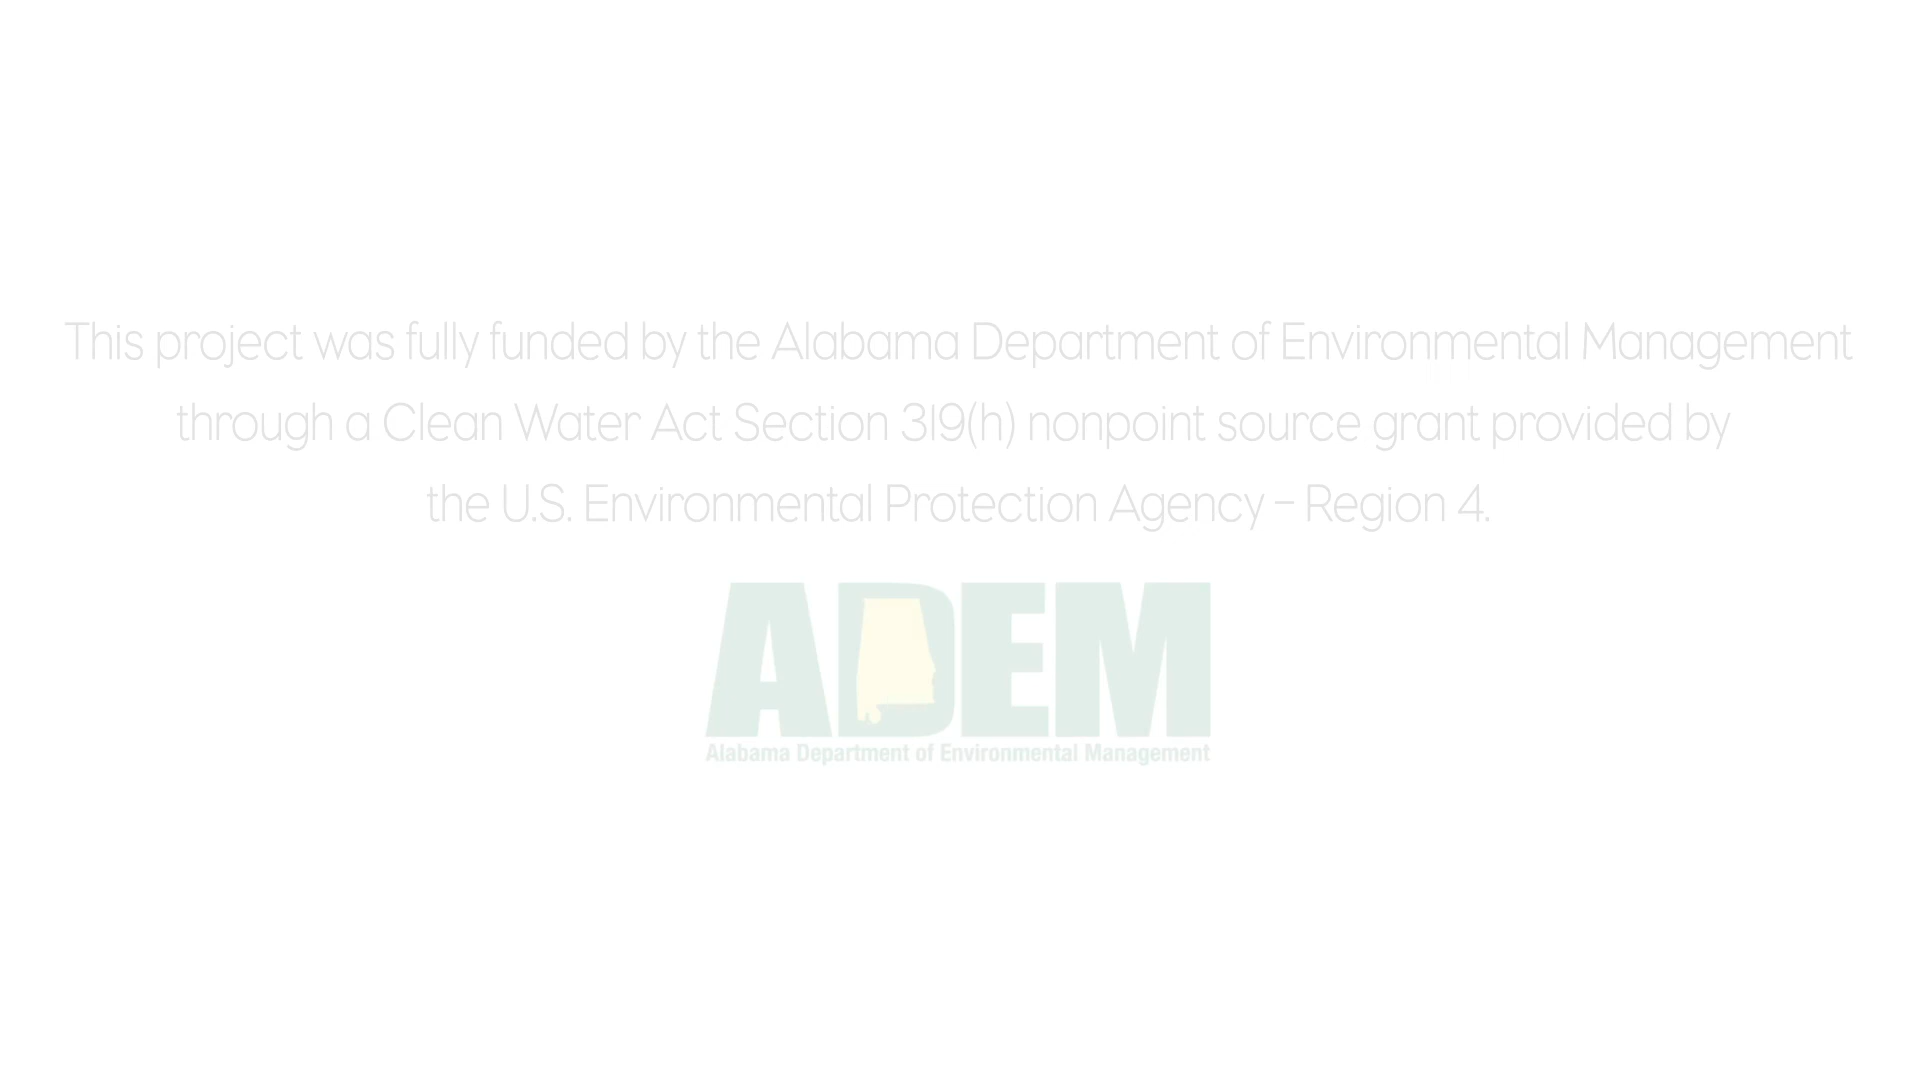 This project was fully funded by the Alabama Department of Environmental Management
through a Clean Water Act Section 319(h) nonpoint source grant provided by
the U.S. Environmental Protection Agency – Region 4.
ADEM
Alabama Department of Environmental Management